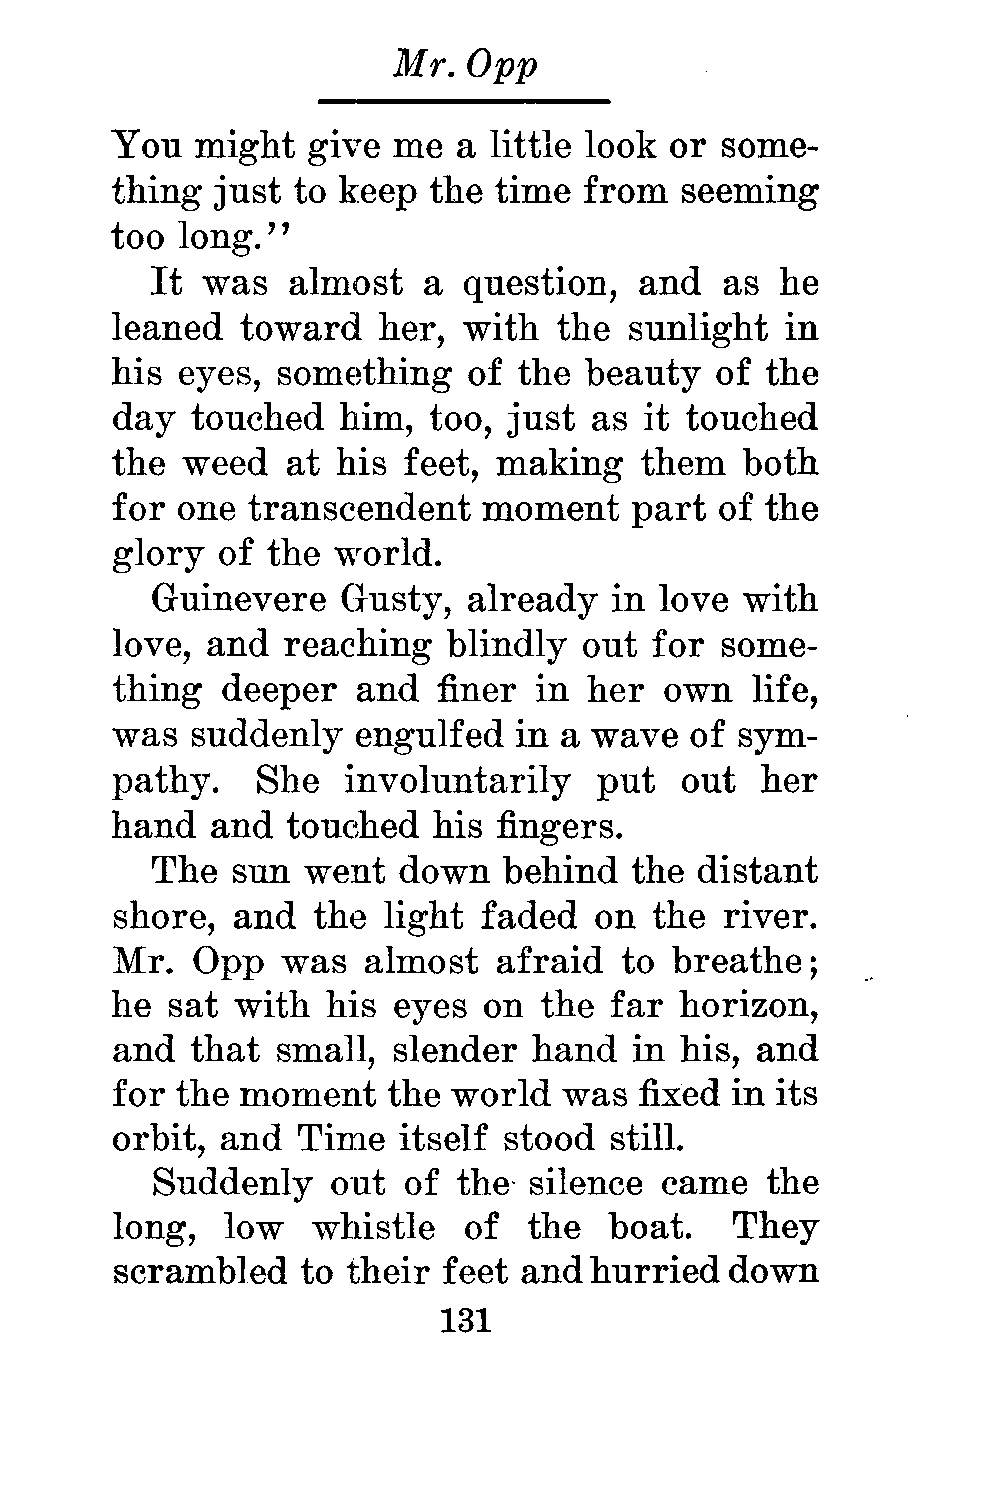 Mr. Opp
You might give me a little look or some-
thing just to keep the time from seeming
too long.''
It was almost a question, and as he
leaned toward her, with the sunlight in
his eyes, something of the beauty of the
day touched him, too, just as it touched
the weed at his feet, making them both
for one transcendent moment part of the
glory of the world.
Guinevere Gusty, already in love with
love, and reaching blindly out for some-
thing deeper and finer in her own life,
was suddenly engulfed in a wave of sym-
pathy. She involuntarily put out her
hand and touched his fingers.
The sun went down behind the distant
shore, and the light faded on the river.
Mr. Opp was almost afraid to breathe;
he sat with his eyes on the far horizon,
and that small, slender hand in his, and
for the moment the world was fixed in its
orbit, and Time itself stood still.
Suddenly out of the silence came the
long, low whistle of the boat. They
scrambled to their feet and hurried down
131